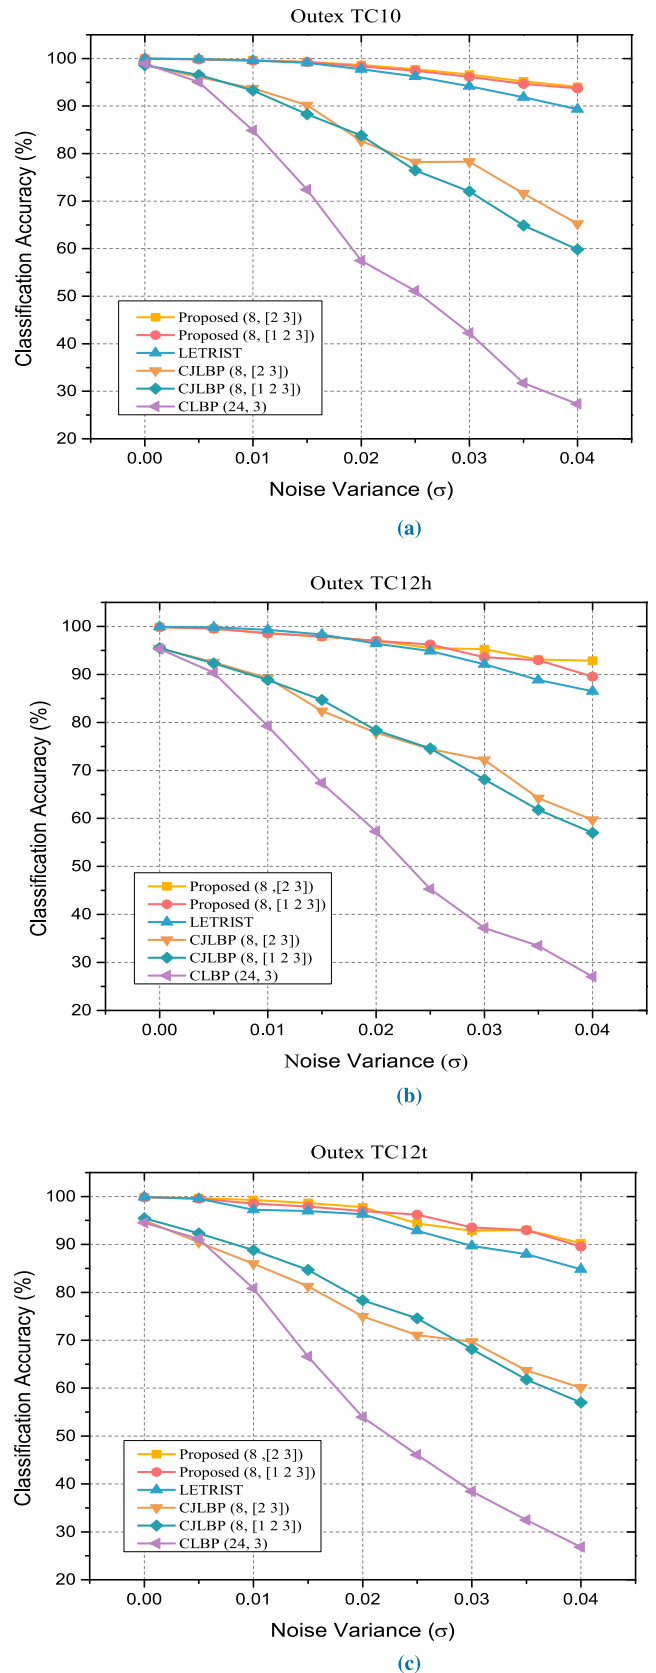 Outex TC10
Classification Accuracy (%)
100
90
80
70
60
50
40
30
20
Proposed (8, [2 3])
Proposed (8, [1 2 3])
LETRIST
CJLBP (8, [2 3])
CJLBP (8, [1 2 3])
CLBP (24, 3)
0.00 0.01 0.02 0.03 0.04
Noise Variance (σ)
(a)
Outex TC12h
Classification Accuracy (%)
100
90
80
70
60
50
40
30
20
Proposed (8 ,[2 3])
Proposed (8, [1 2 3])
LETRIST
CJLBP (8, [2 3])
CJLBP (8, [1 2 3])
CLBP (24, 3)
0.00 0.01 0.02 0.03 0.04
Noise Variance (σ)
(b)
Outex TC12t
Classification Accuracy (%)
100
90
80
70
60
50
40
30
20
Proposed (8 ,[2 3])
Proposed (8, [1 2 3])
LETRIST
CJLBP (8, [2 3])
CJLBP (8, [1 2 3])
CLBP (24, 3)
0.00 0.01 0.02 0.03 0.04
Noise Variance (σ)
(c)